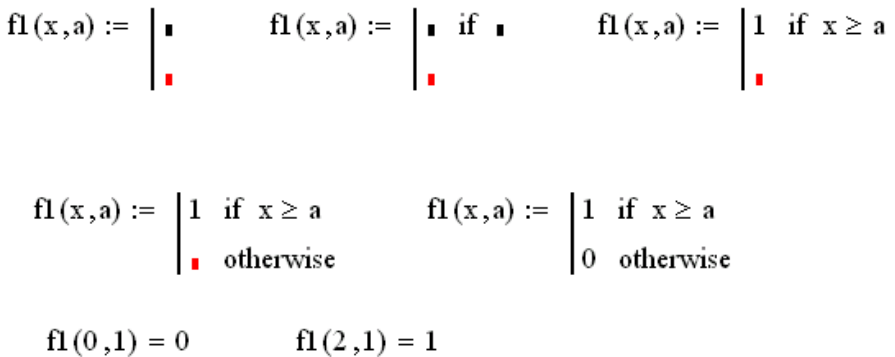 f1(x,a) := f1(x,a) := if f1(x,a) := 1 if x ≥ a
f1(x,a) := 1 if x ≥ a f1(x,a) := 1 if x ≥ a
otherwise 0 otherwise
f1(0,1) = 0 f1(2,1) = 1